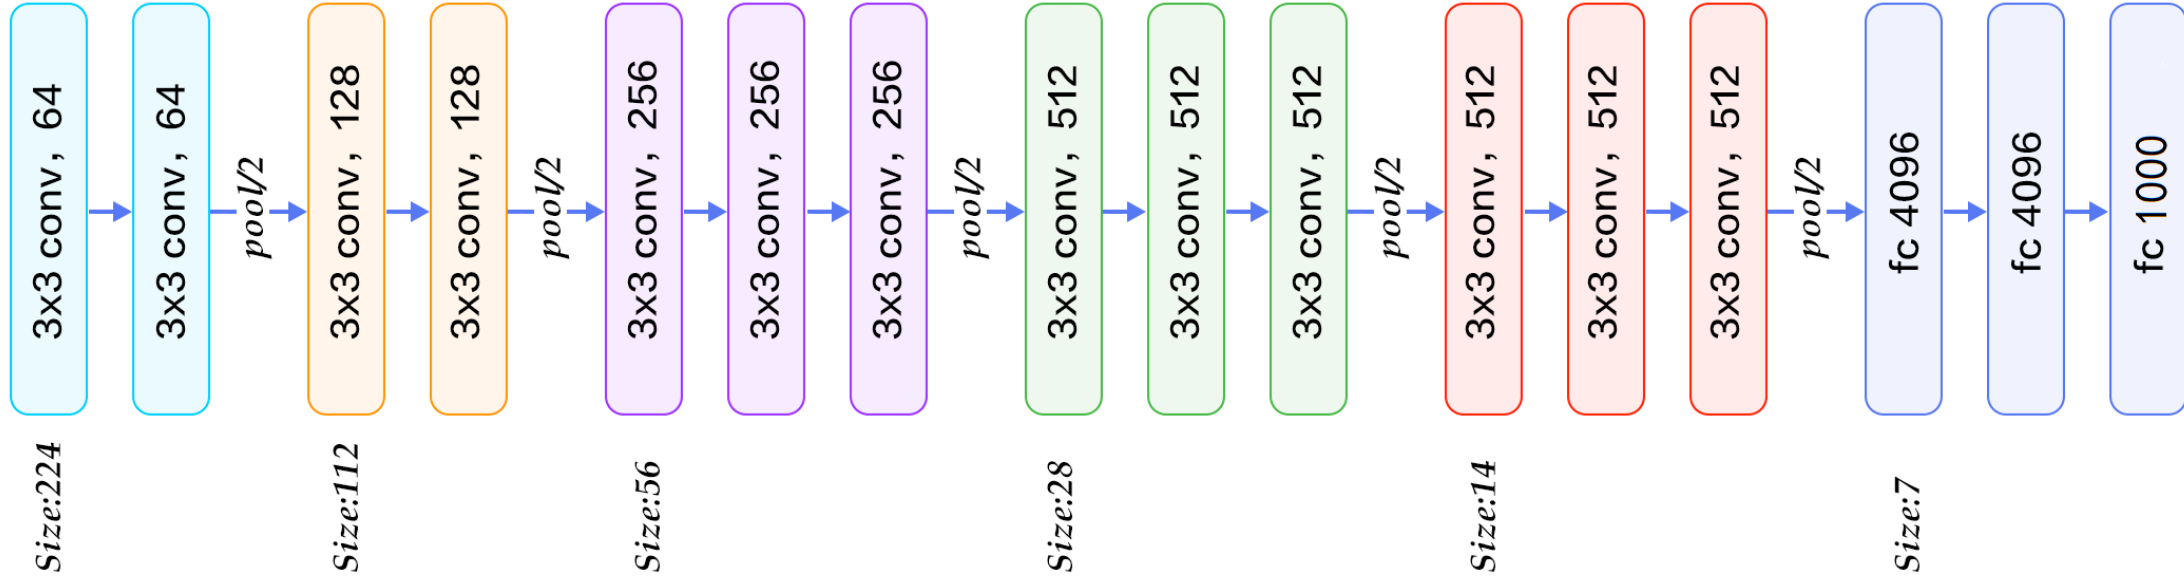 3x3 conv, 64
3x3 conv, 64
pool/2
3x3 conv, 128
3x3 conv, 128
pool/2
3x3 conv, 256
3x3 conv, 256
3x3 conv, 256
pool/2
3x3 conv, 512
3x3 conv, 512
3x3 conv, 512
pool/2
3x3 conv, 512
3x3 conv, 512
3x3 conv, 512
pool/2
fc 4096
fc 4096
fc 1000
Size:224
Size:112
Size:56
Size:28
Size:14
Size:7